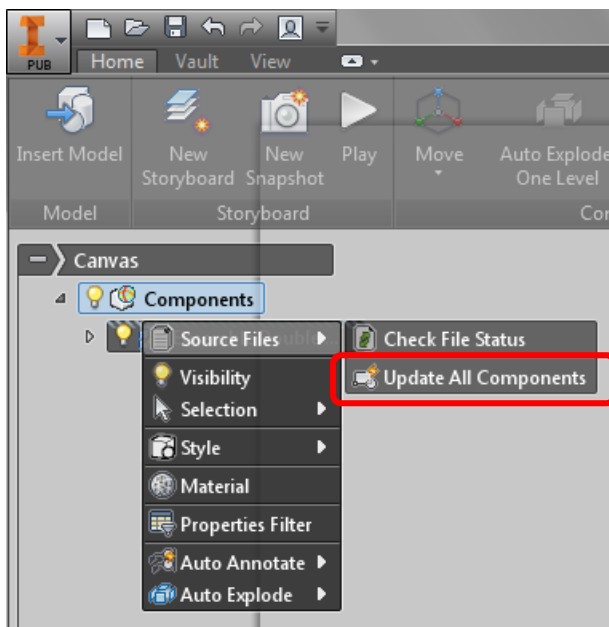 PUB
Home Vault View
Insert Model
New Storyboard
New Snapshot
Play
Move
Auto Explode
One Level
Model
Storyboard
Canvas
Components
Source Files
Check File Status
Visibility
Update All Components
Selection
Style
Material
Properties Filter
Auto Annotate
Auto Explode